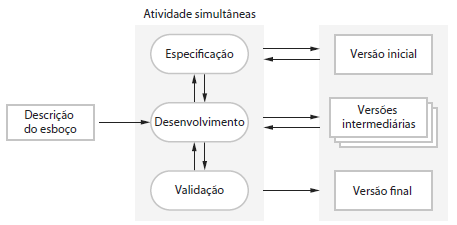 Atividade simultâneas
Especificação
Versão inicial
Descrição
do esboço
Desenvolvimento
Versões
intermediárias
Validação
Versão final